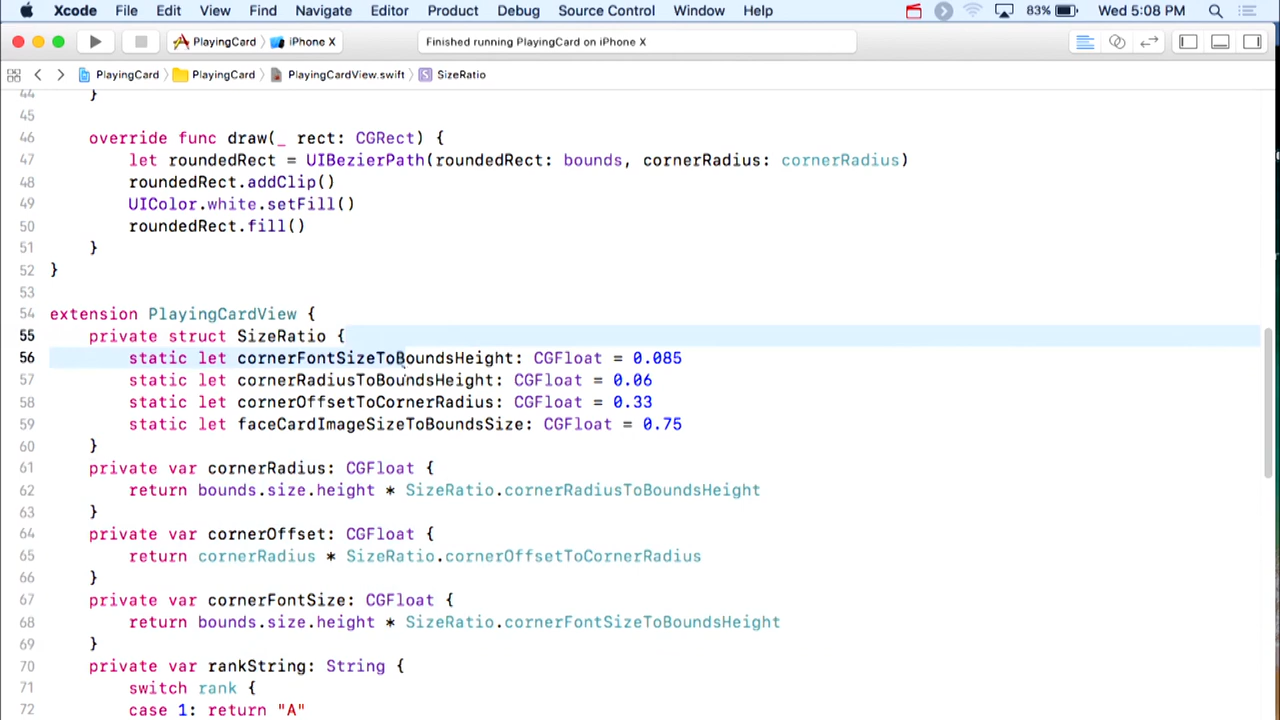 Xcode File Edit View Find Navigate Editor Product Debug Source Control Window Help 83% Wed 5:08 PM
PlayingCard iPhone X Finished running PlayingCard on iPhone X
PlayingCard PlayingCard PlayingCardView.swift S SizeRatio
44 }
45
46 override func draw(_ rect: CGRect) {
47 let roundedRect = UIBezierPath(roundedRect: bounds, cornerRadius: cornerRadius)
48 roundedRect.addClip()
49 UIColor.white.setFill()
50 roundedRect.fill()
51 }
52 }
53
54 extension PlayingCardView {
55 private struct SizeRatio {
56 static let cornerFontSizeToBoundsHeight: CGFloat = 0.085
57 static let cornerRadiusToBoundsHeight: CGFloat = 0.06
58 static let cornerOffsetToCornerRadius: CGFloat = 0.33
59 static let faceCardImageSizeToBoundsSize: CGFloat = 0.75
60 }
61 private var cornerRadius: CGFloat {
62 return bounds.size.height * SizeRatio.cornerRadiusToBoundsHeight
63 }
64 private var cornerOffset: CGFloat {
65 return cornerRadius * SizeRatio.cornerOffsetToCornerRadius
66 }
67 private var cornerFontSize: CGFloat {
68 return bounds.size.height * SizeRatio.cornerFontSizeToBoundsHeight
69 }
70 private var rankString: String {
71 switch rank {
72 case 1: return "A"